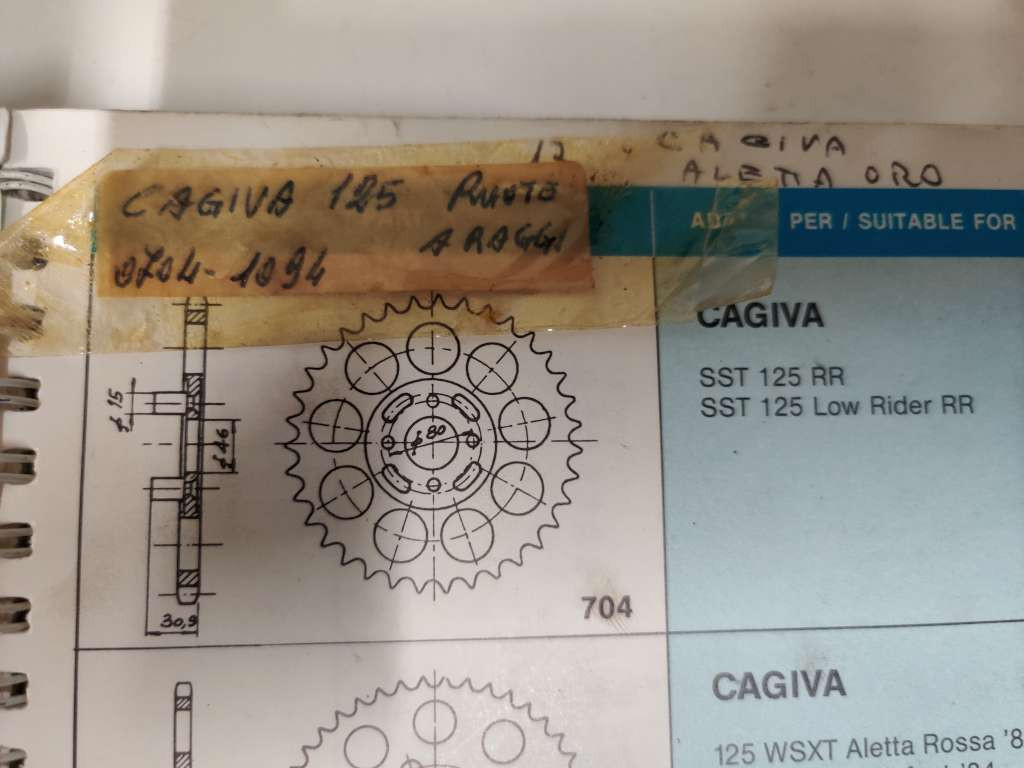 CAGIVA
ALETTA ORO
CAGIVA 125 RUOTE
A RAGGI
0704-1094
PER / SUITABLE FOR
CAGIVA
SST 125 RR
SST 125 Low Rider RR
ø 15
ø 46
ø 80
30,9
704
CAGIVA
125 WSXT Aletta Rossa '8